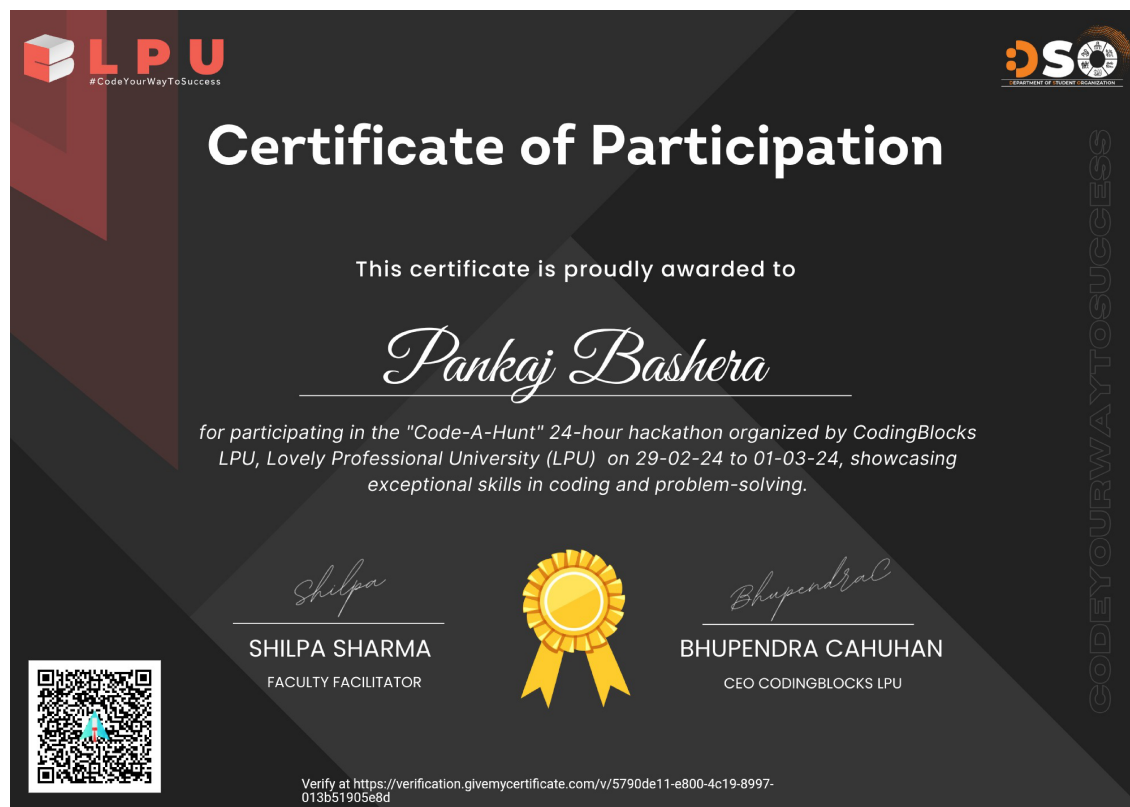 LPU
#CodeYourWayToSuccess
DSO
DEPARTMENT OF STUDENT ORGANIZATION
Certificate of Participation
This certificate is proudly awarded to
Pankaj Bashera
for participating in the "Code-A-Hunt" 24-hour hackathon organized by CodingBlocks
LPU, Lovely Professional University (LPU) on 29-02-24 to 01-03-24, showcasing
exceptional skills in coding and problem-solving.
Shilpa
SHILPA SHARMA
FACULTY FACILITATOR
BhupendraC
BHUPENDRA CAHUHAN
CEO CODINGBLOCKS LPU
CODEYOURWAYTOSUCCESS
Verify at https://verification.givemycertificate.com/v/5790de11-e800-4c19-8997-
013b51905e8d